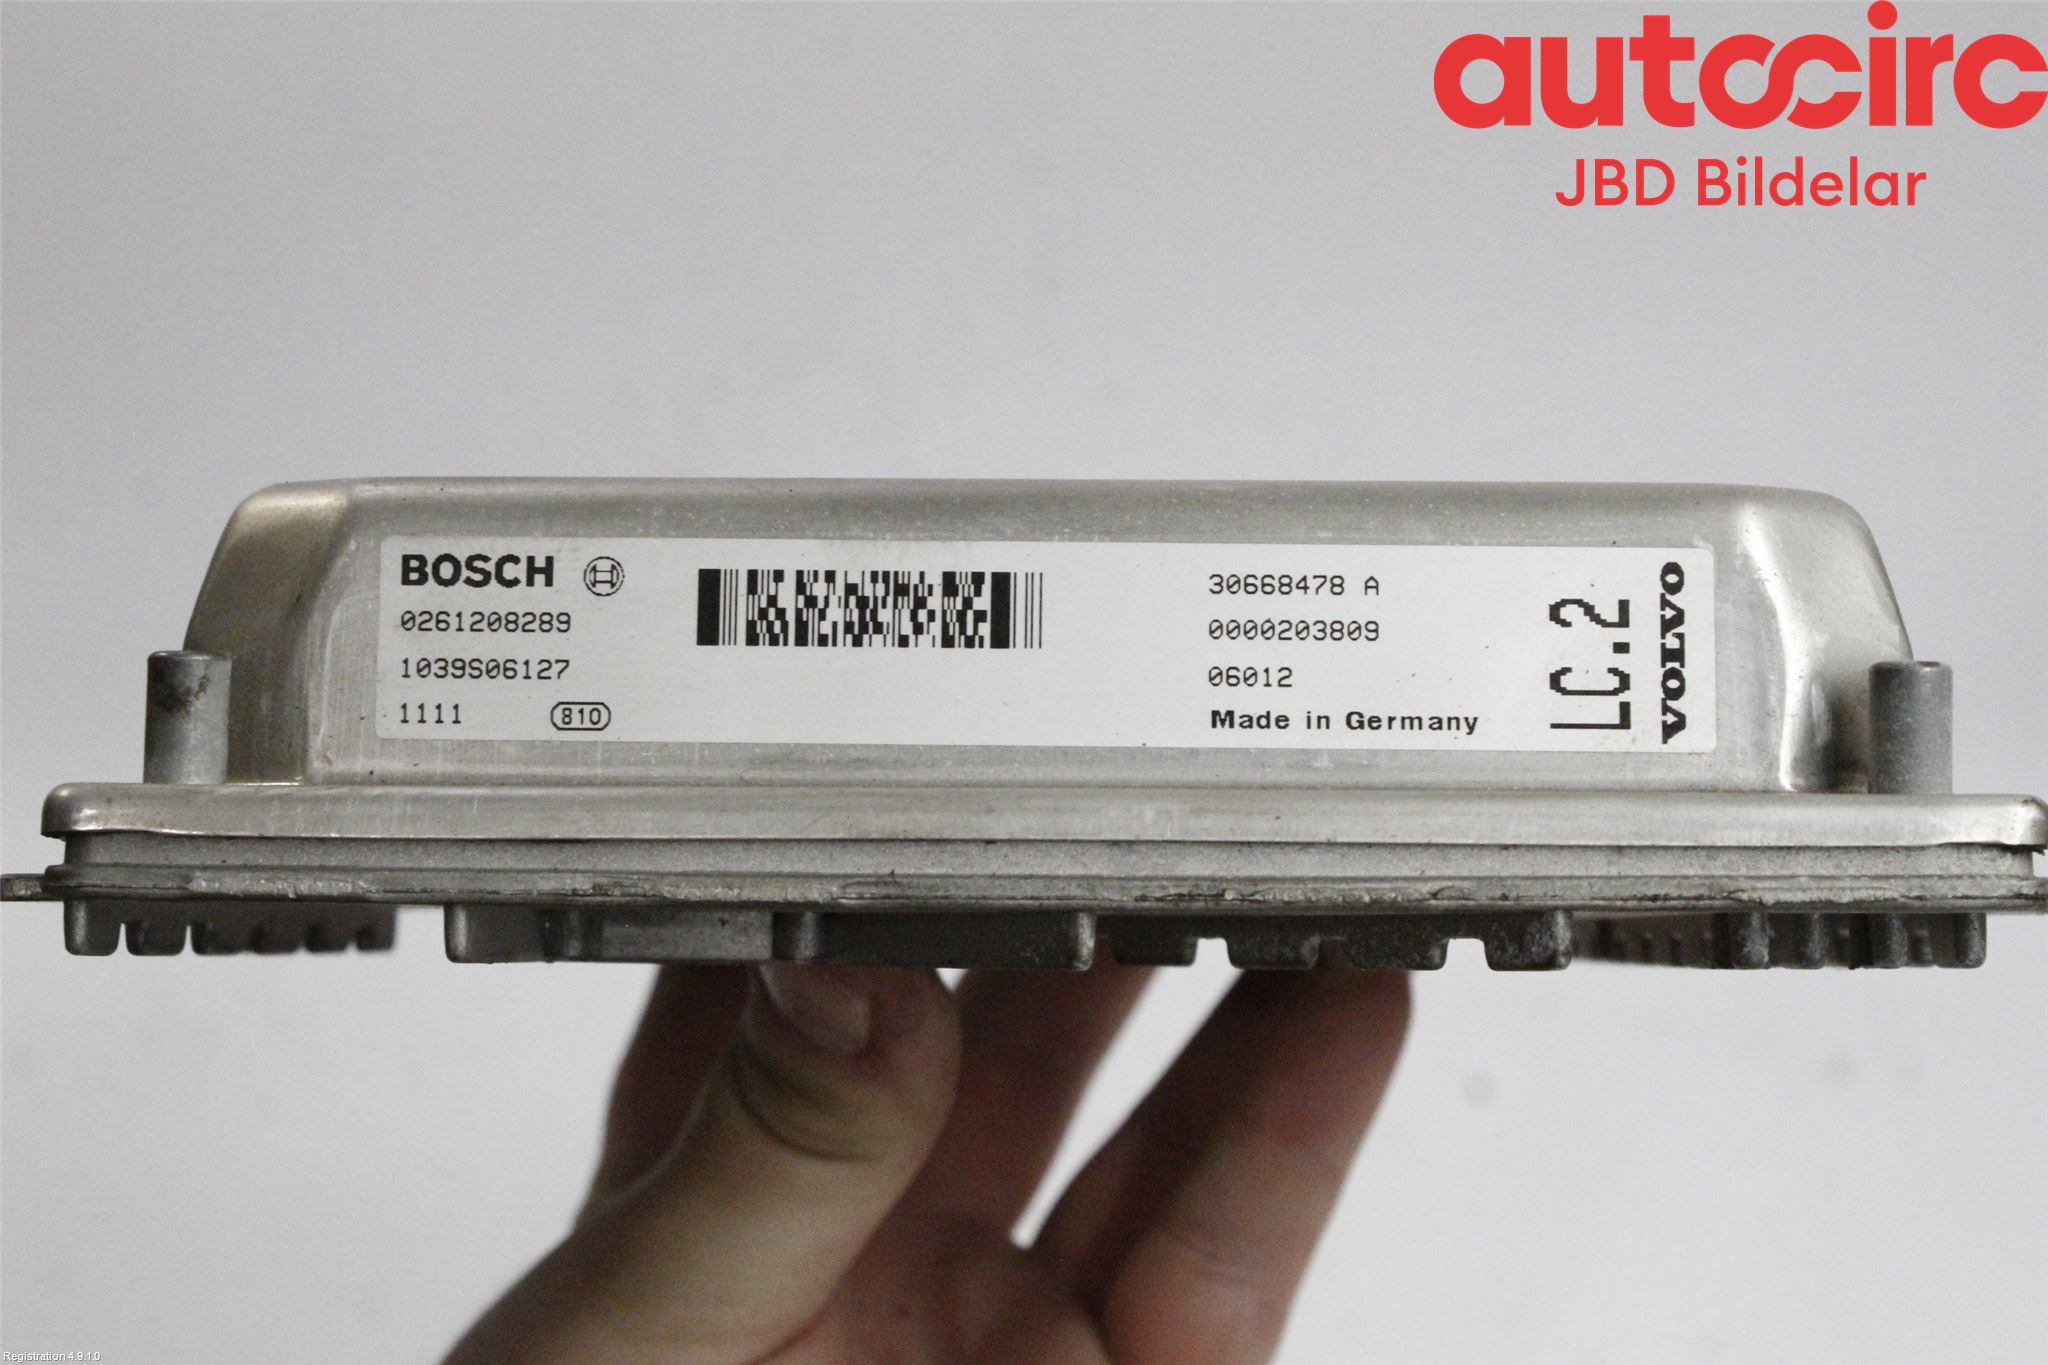 autocirc
JBD Bildelar
BOSCH
0261208289
1039S06127
1111 810
30668478 A
0000203809
06012
Made in Germany
LC.2
VOLVO
Registration 4.9.1.0